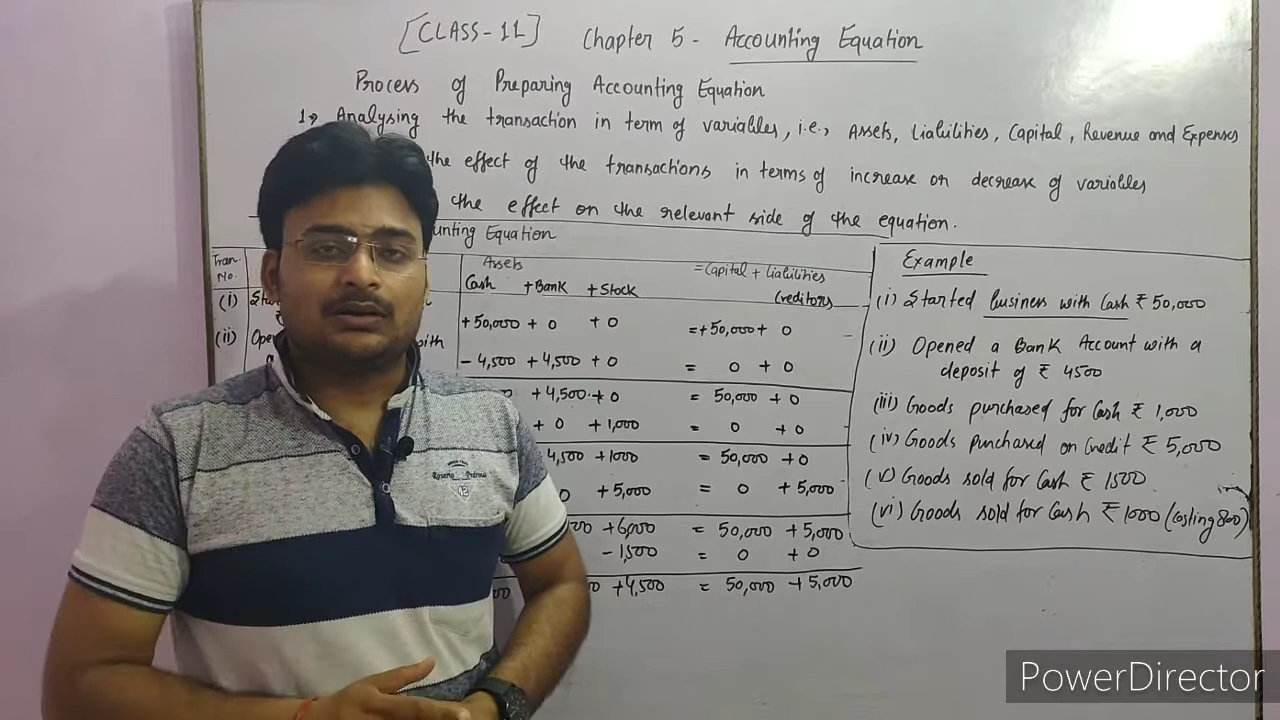 [CLASS-11] Chapter 5 - Accounting Equation
Process of Preparing Accounting Equation
1→ Analysing the transaction in term of variables, i.e., Assets, Liabilities, Capital, Revenue and Expenses
the effect of the transactions in terms of increase or decrease of variables
the effect on the relevant side of the equation.
unting Equation
Tran. No.
Assets = Capital + Liabilities
Cash + Bank + Stock (creditors
(i) +50,000 + 0 + 0 = +50,000 + 0
(ii) Ope with
- 4,500 + 4,500 + 0 = 0 + 0
+4,500 + 0 = 50,000 + 0
+ 0 + 1,000 = 0 + 0
4,500 + 1000 = 50,000 + 0
0 + 5,000 = 0 + 5,000
+6,000 = 50,000 + 5,000
- 1,500 = 0 + 0
+4,500 = 50,000 + 5,000
Example
(i) Started business with Cash ₹ 50,000
(ii) Opened a Bank Account with a
deposit of ₹ 4500
(iii) Goods purchased for Cash ₹ 1,000
(iv) Goods purchased on Credit ₹ 5,000
(v) Goods sold for Cash ₹ 1500
(vi) Goods sold for Cash ₹ 1000 (Costing 800)
PowerDirector